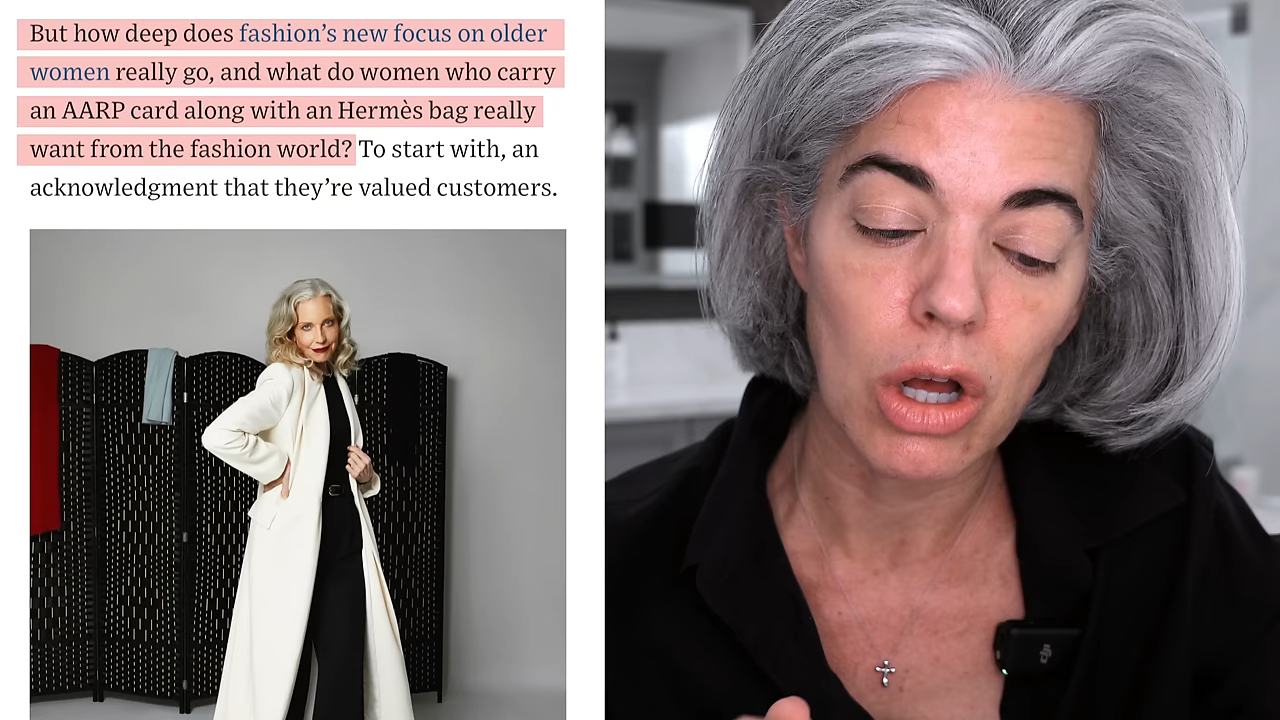 But how deep does fashion’s new focus on older
women really go, and what do women who carry
an AARP card along with an Hermès bag really
want from the fashion world? To start with, an
acknowledgment that they’re valued customers.
dji